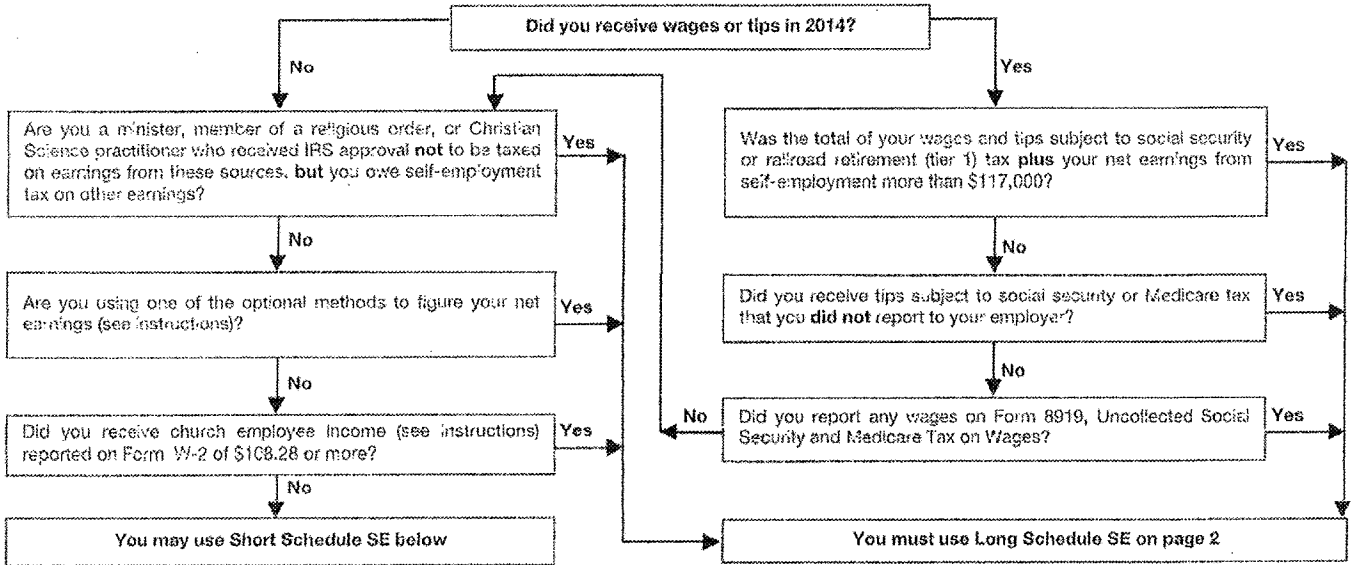 Did you receive wages or tips in 2014?
No
Yes
Are you a minister, member of a religious order, or Christian
Science practitioner who received IRS approval not to be taxed
on earnings from these sources, but you owe self-employment
tax on other earnings?
Yes
Was the total of your wages and tips subject to social security
or railroad retirement (tier 1) tax plus your net earnings from
self-employment more than $117,000?
Yes
No
No
Are you using one of the optional methods to figure your net
earnings (see instructions)?
Yes
Did you receive tips subject to social security or Medicare tax
that you did not report to your employer?
Yes
No
No
Did you receive church employee income (see instructions)
reported on Form W-2 of $108.28 or more?
Yes
No
Did you report any wages on Form 8919, Uncollected Social
Security and Medicare Tax on Wages?
Yes
No
You may use Short Schedule SE below
You must use Long Schedule SE on page 2